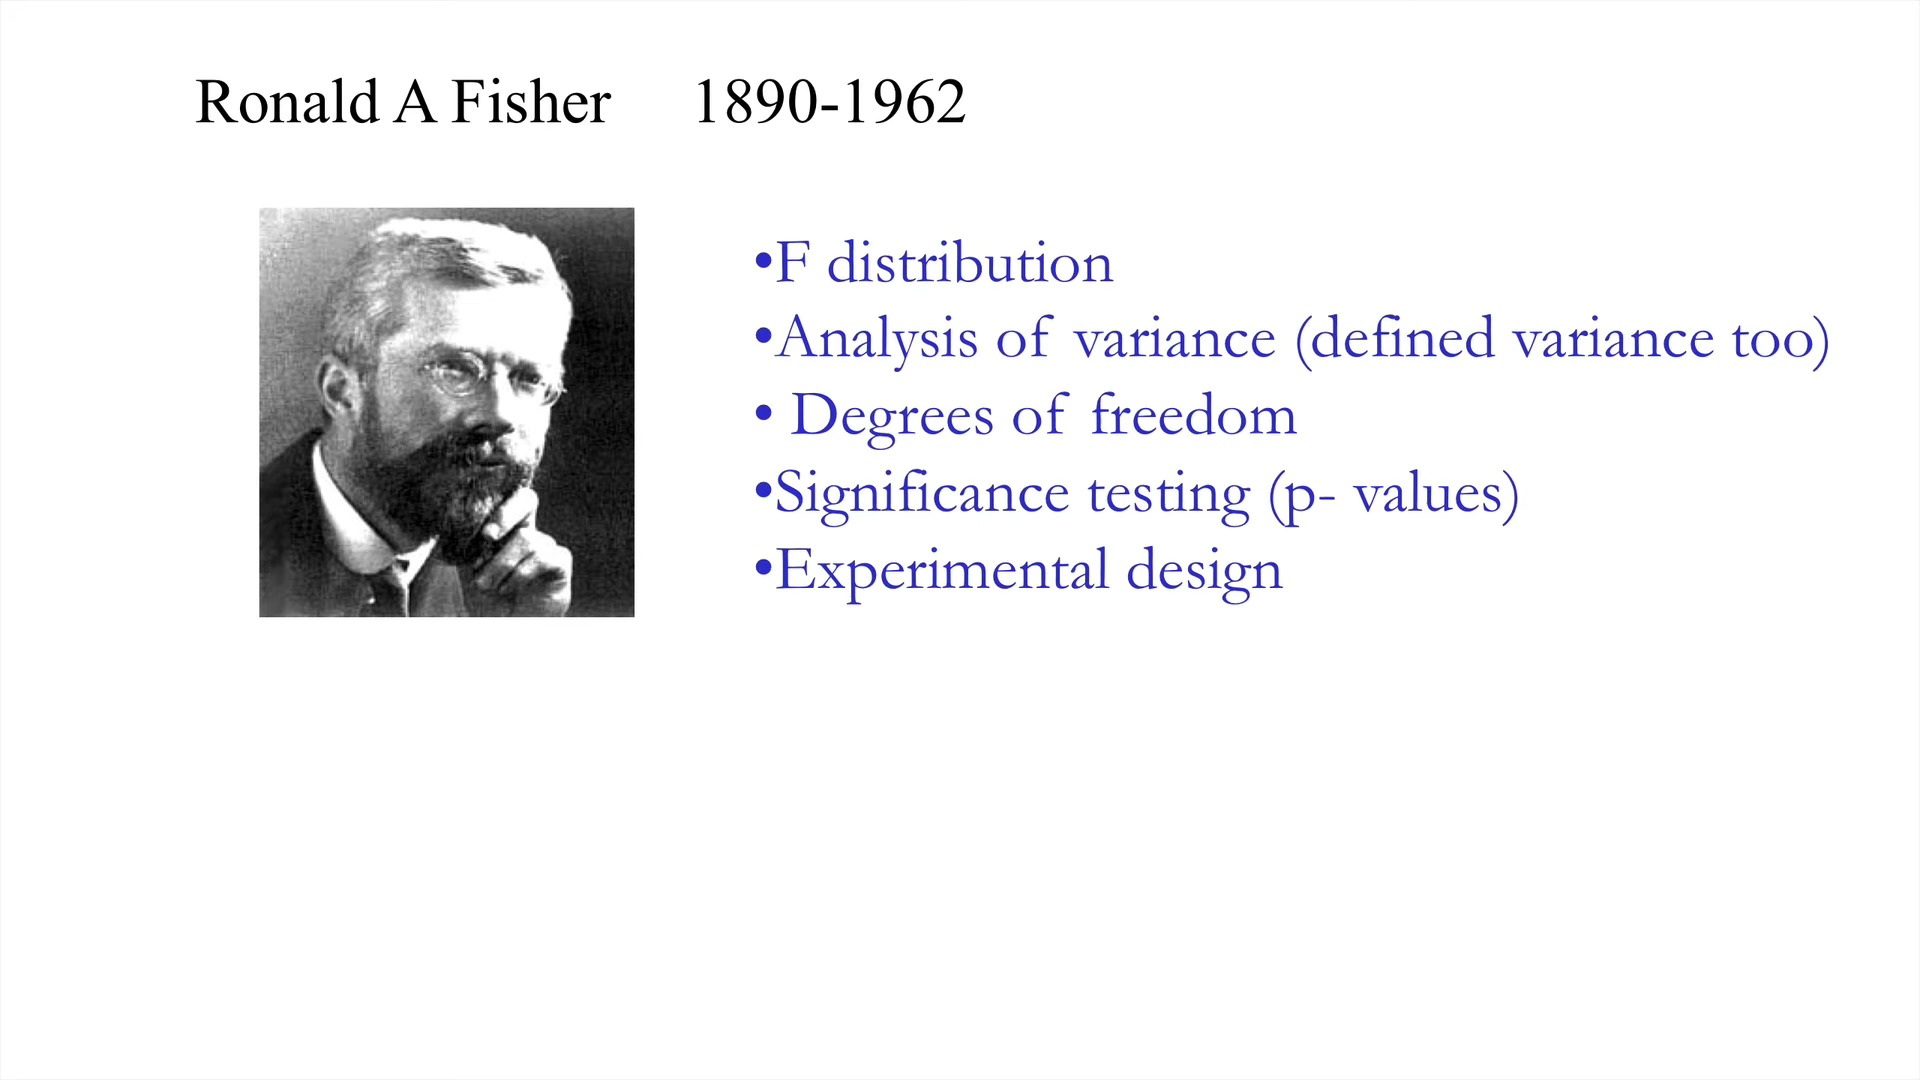 Ronald A Fisher 1890-1962
•F distribution
•Analysis of variance (defined variance too)
• Degrees of freedom
•Significance testing (p- values)
•Experimental design